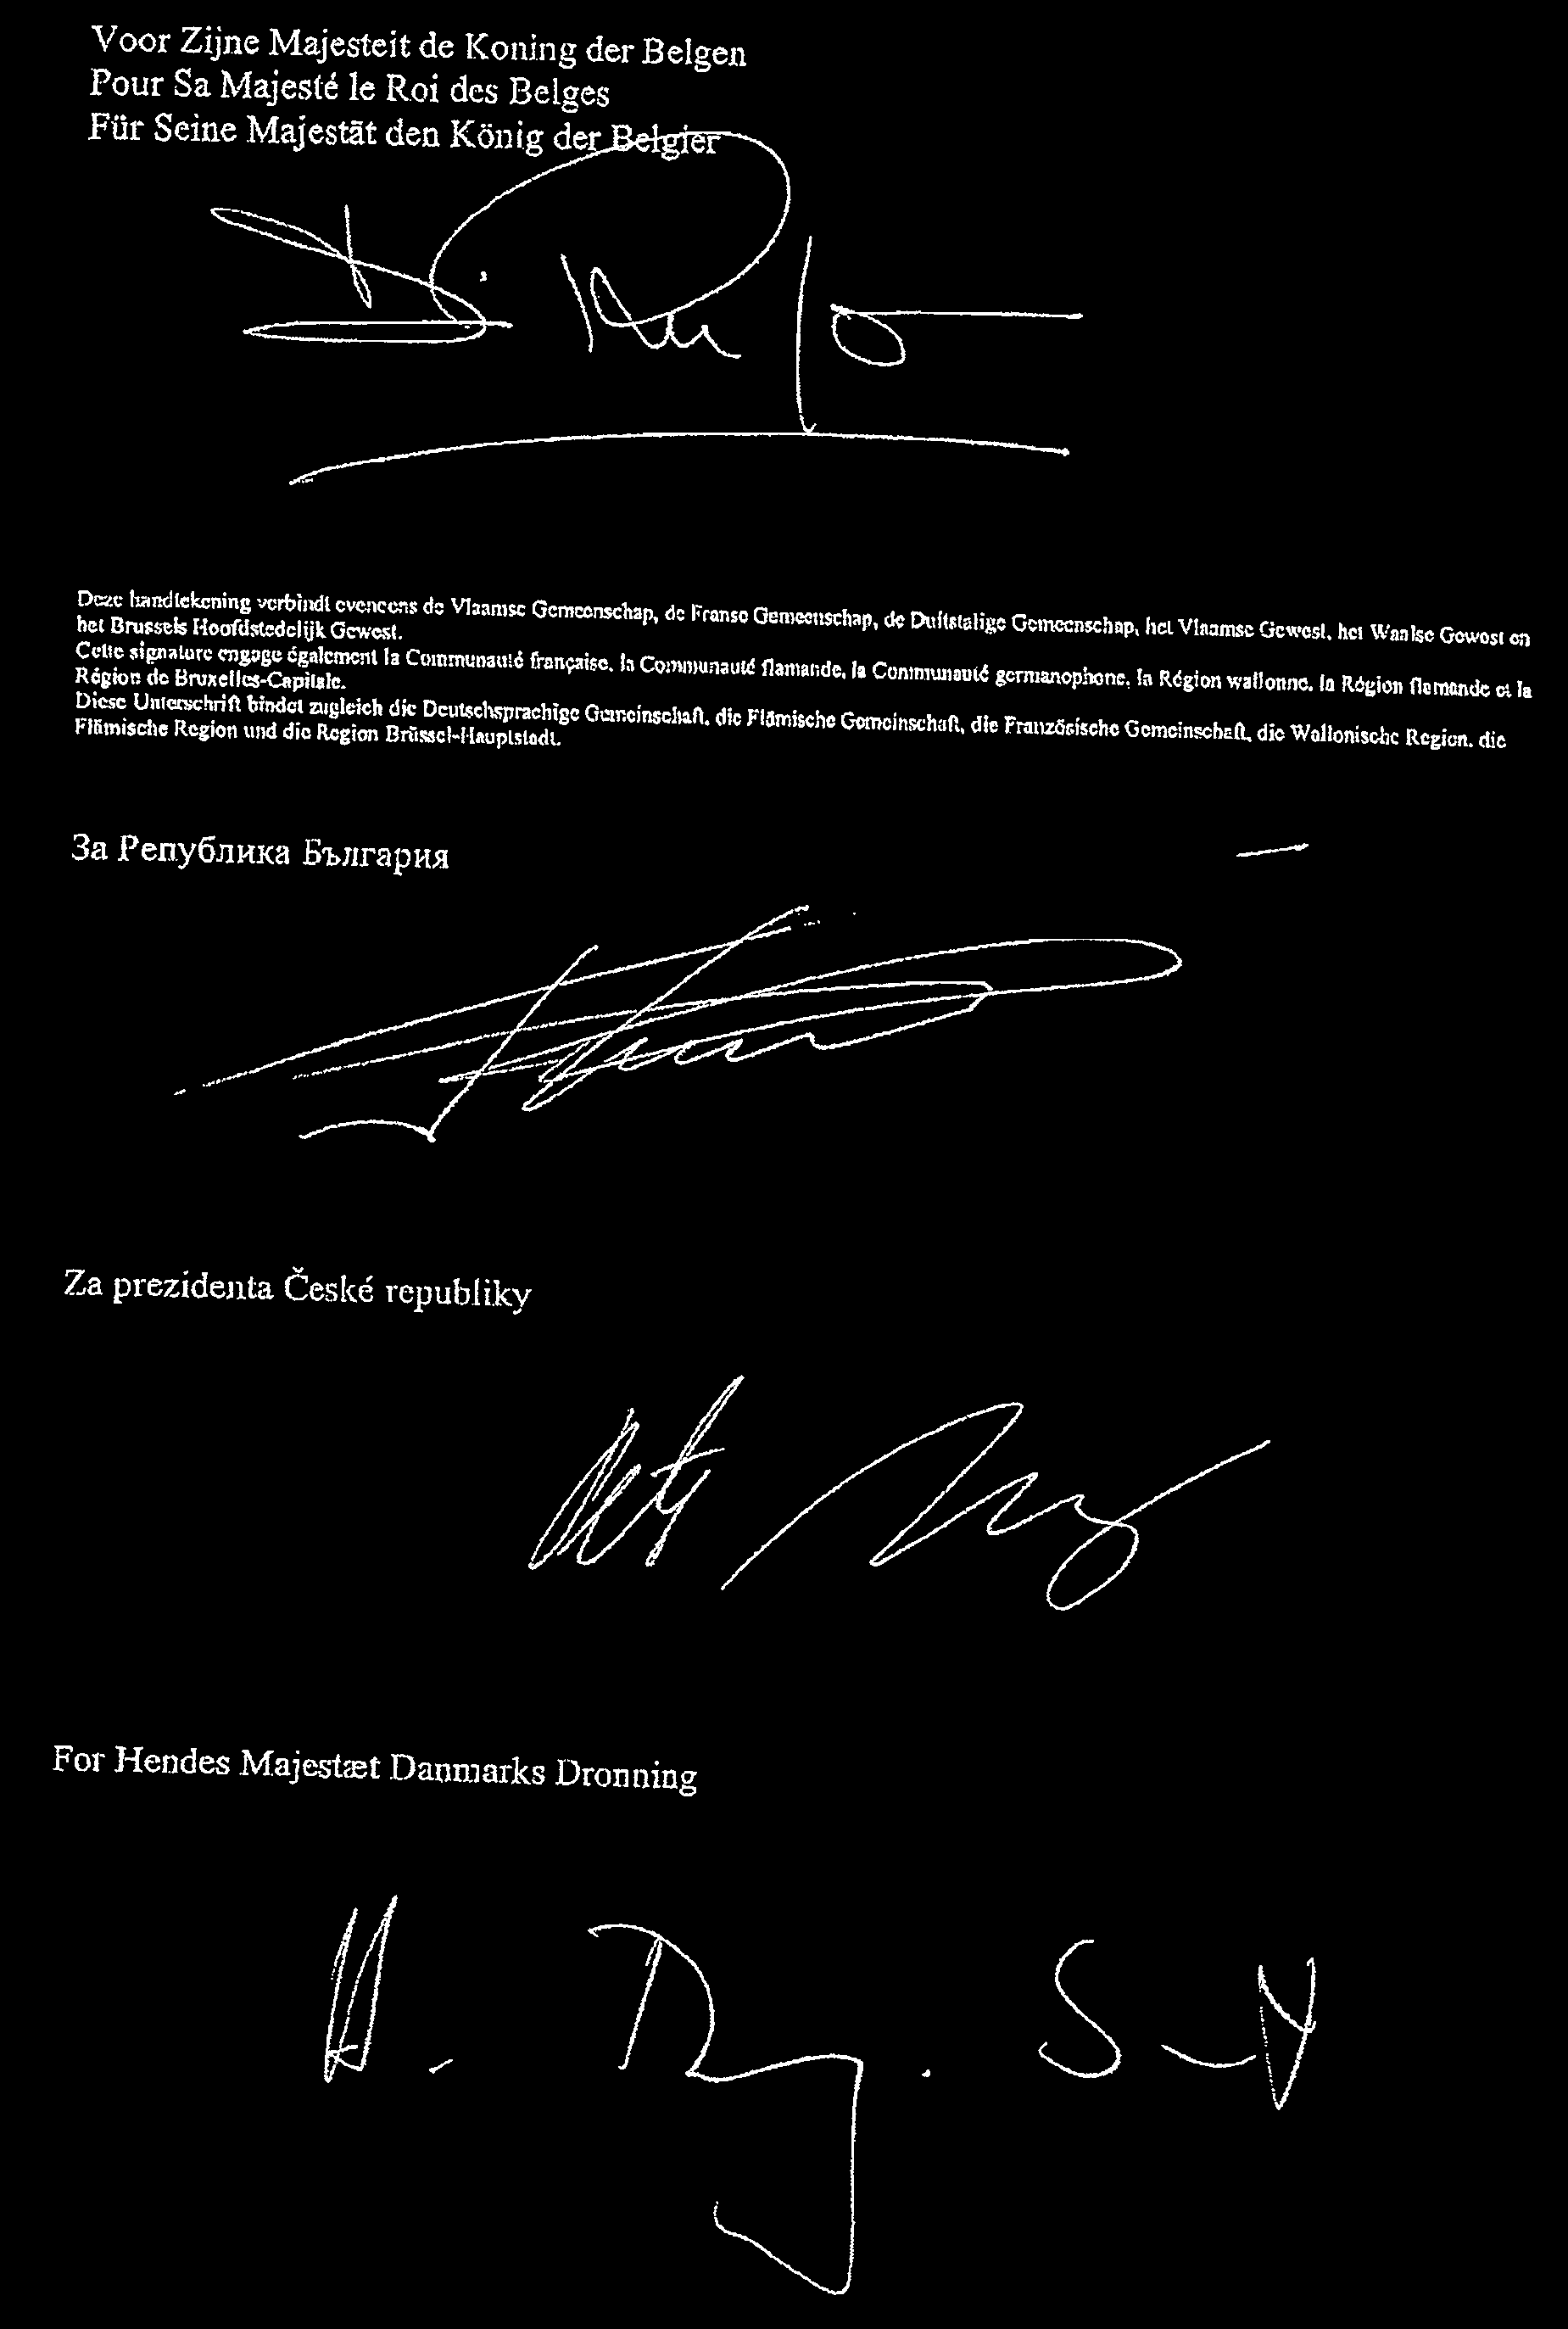 Voor Zijne Majesteit de Koning der Belgen
Pour Sa Majesté le Roi des Belges
Für Seine Majestät den König der Belgier
Deze handtekening verbindt eveneens de Vlaamse Gemeenschap, de Franse Gemeenschap, de Duitstalige Gemeenschap, het Vlaamse Gewest, het Waalse Gewest en
het Brussels Hoofdstedelijk Gewest.
Cette signature engage également la Communauté française, la Communauté flamande, la Communauté germanophone, la Région wallonne, la Région flamande et la
Région de Bruxelles-Capitale.
Diese Unterschrift bindet zugleich die Deutschsprachige Gemeinschaft, die Flämische Gemeinschaft, die Französische Gemeinschaft, die Wallonische Region, die
Flämische Region und die Region Brüssel-Hauptstadt.
За Република България
Za prezidenta České republiky
For Hendes Majestæt Danmarks Dronning